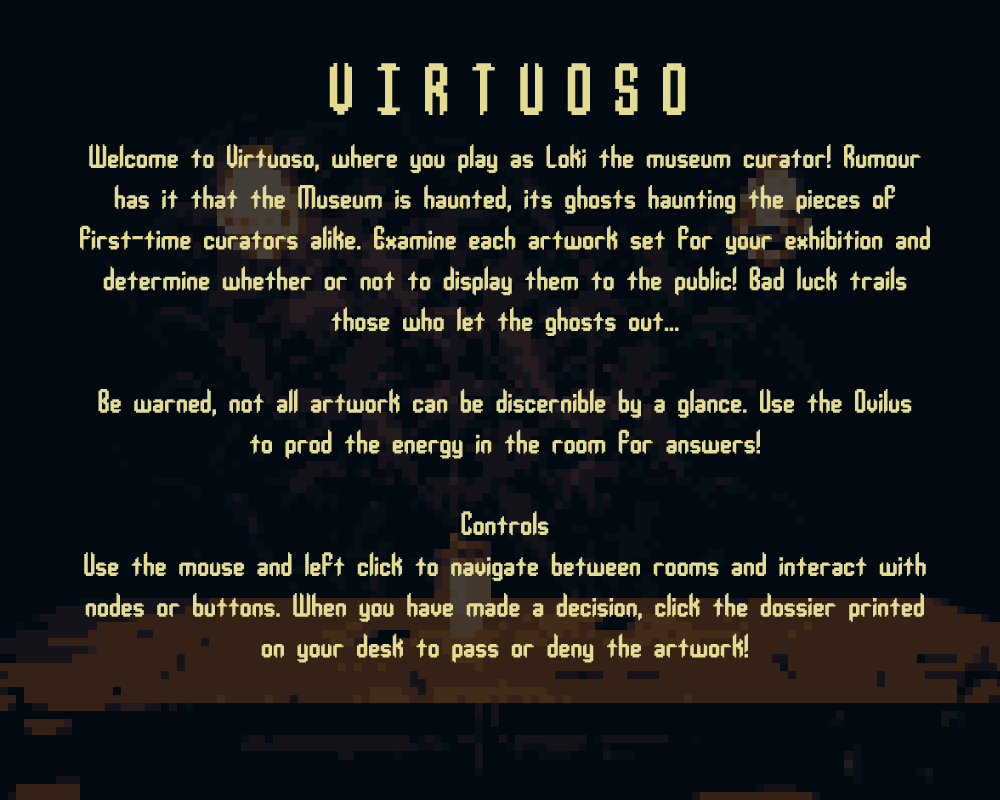 VIRTUOSO
Welcome to Virtuoso, where you play as Loki the museum curator! Rumour
has it that the Museum is haunted, its ghosts haunting the pieces of
first-time curators alike. Examine each artwork set for your exhibition and
determine whether or not to display them to the public! Bad luck trails
those who let the ghosts out...
Be warned, not all artwork can be discernible by a glance. Use the Ovilus
to prod the energy in the room for answers!
Controls
Use the mouse and left click to navigate between rooms and interact with
nodes or buttons. When you have made a decision, click the dossier printed
on your desk to pass or deny the artwork!